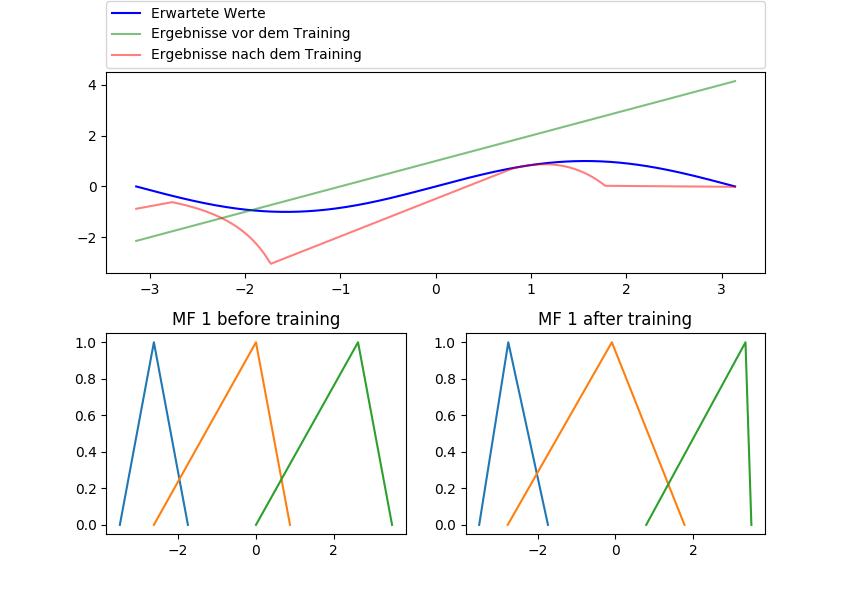 Erwartete Werte
Ergebnisse vor dem Training
Ergebnisse nach dem Training
4
2
0
−2
−3 −2 −1 0 1 2 3
MF 1 before training
MF 1 after training
1.0
0.8
0.6
0.4
0.2
0.0
−2 0 2
1.0
0.8
0.6
0.4
0.2
0.0
−2 0 2